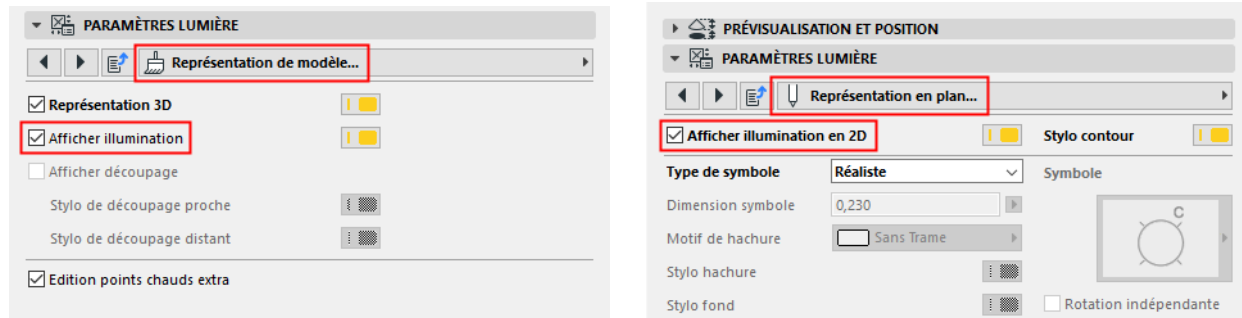 PARAMÈTRES LUMIÈRE
Représentation de modèle...
Représentation 3D
Afficher illumination
Afficher découpage
Stylo de découpage proche
Stylo de découpage distant
Edition points chauds extra
PRÉVISUALISATION ET POSITION
PARAMÈTRES LUMIÈRE
Représentation en plan...
Afficher illumination en 2D
Stylo contour
Type de symbole
Réaliste
Symbole
Dimension symbole
0,230
C
Motif de hachure
Sans Trame
Stylo hachure
Stylo fond
Rotation indépendante